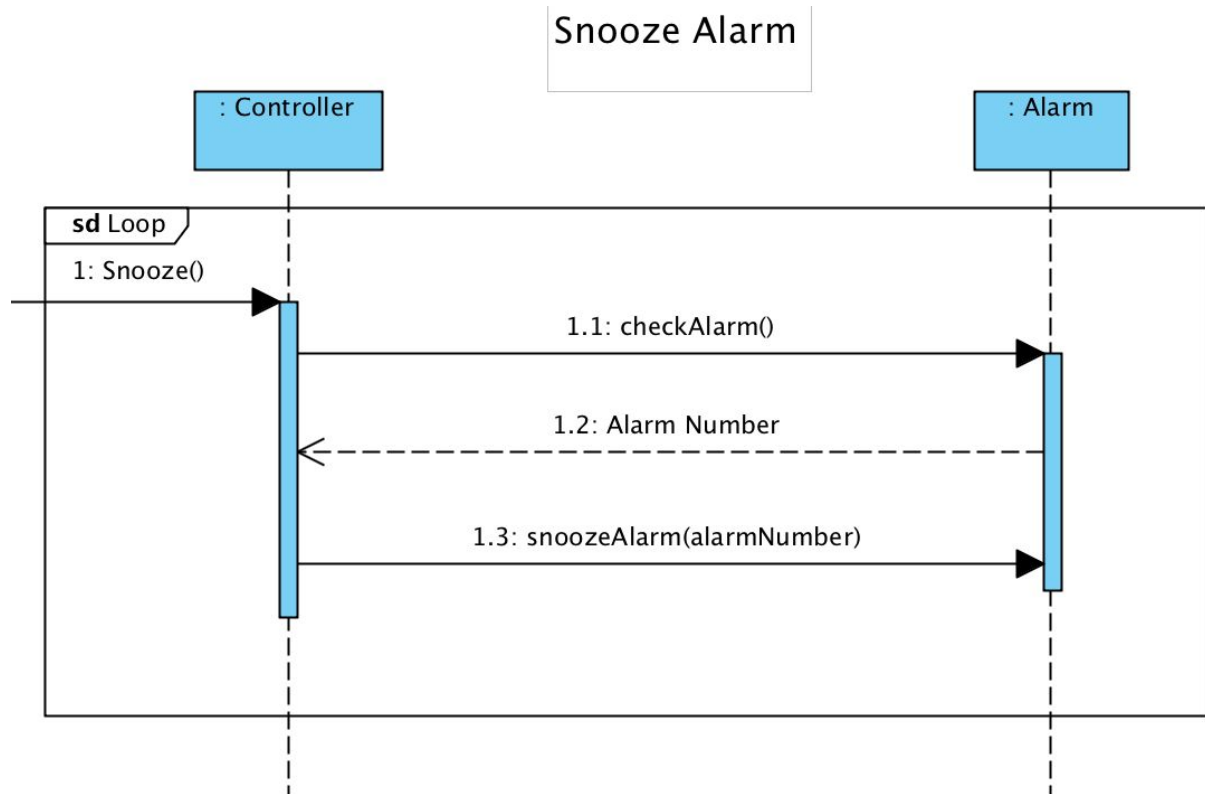 Snooze Alarm
: Controller
: Alarm
sd Loop
1: Snooze()
1.1: checkAlarm()
1.2: Alarm Number
1.3: snoozeAlarm(alarmNumber)